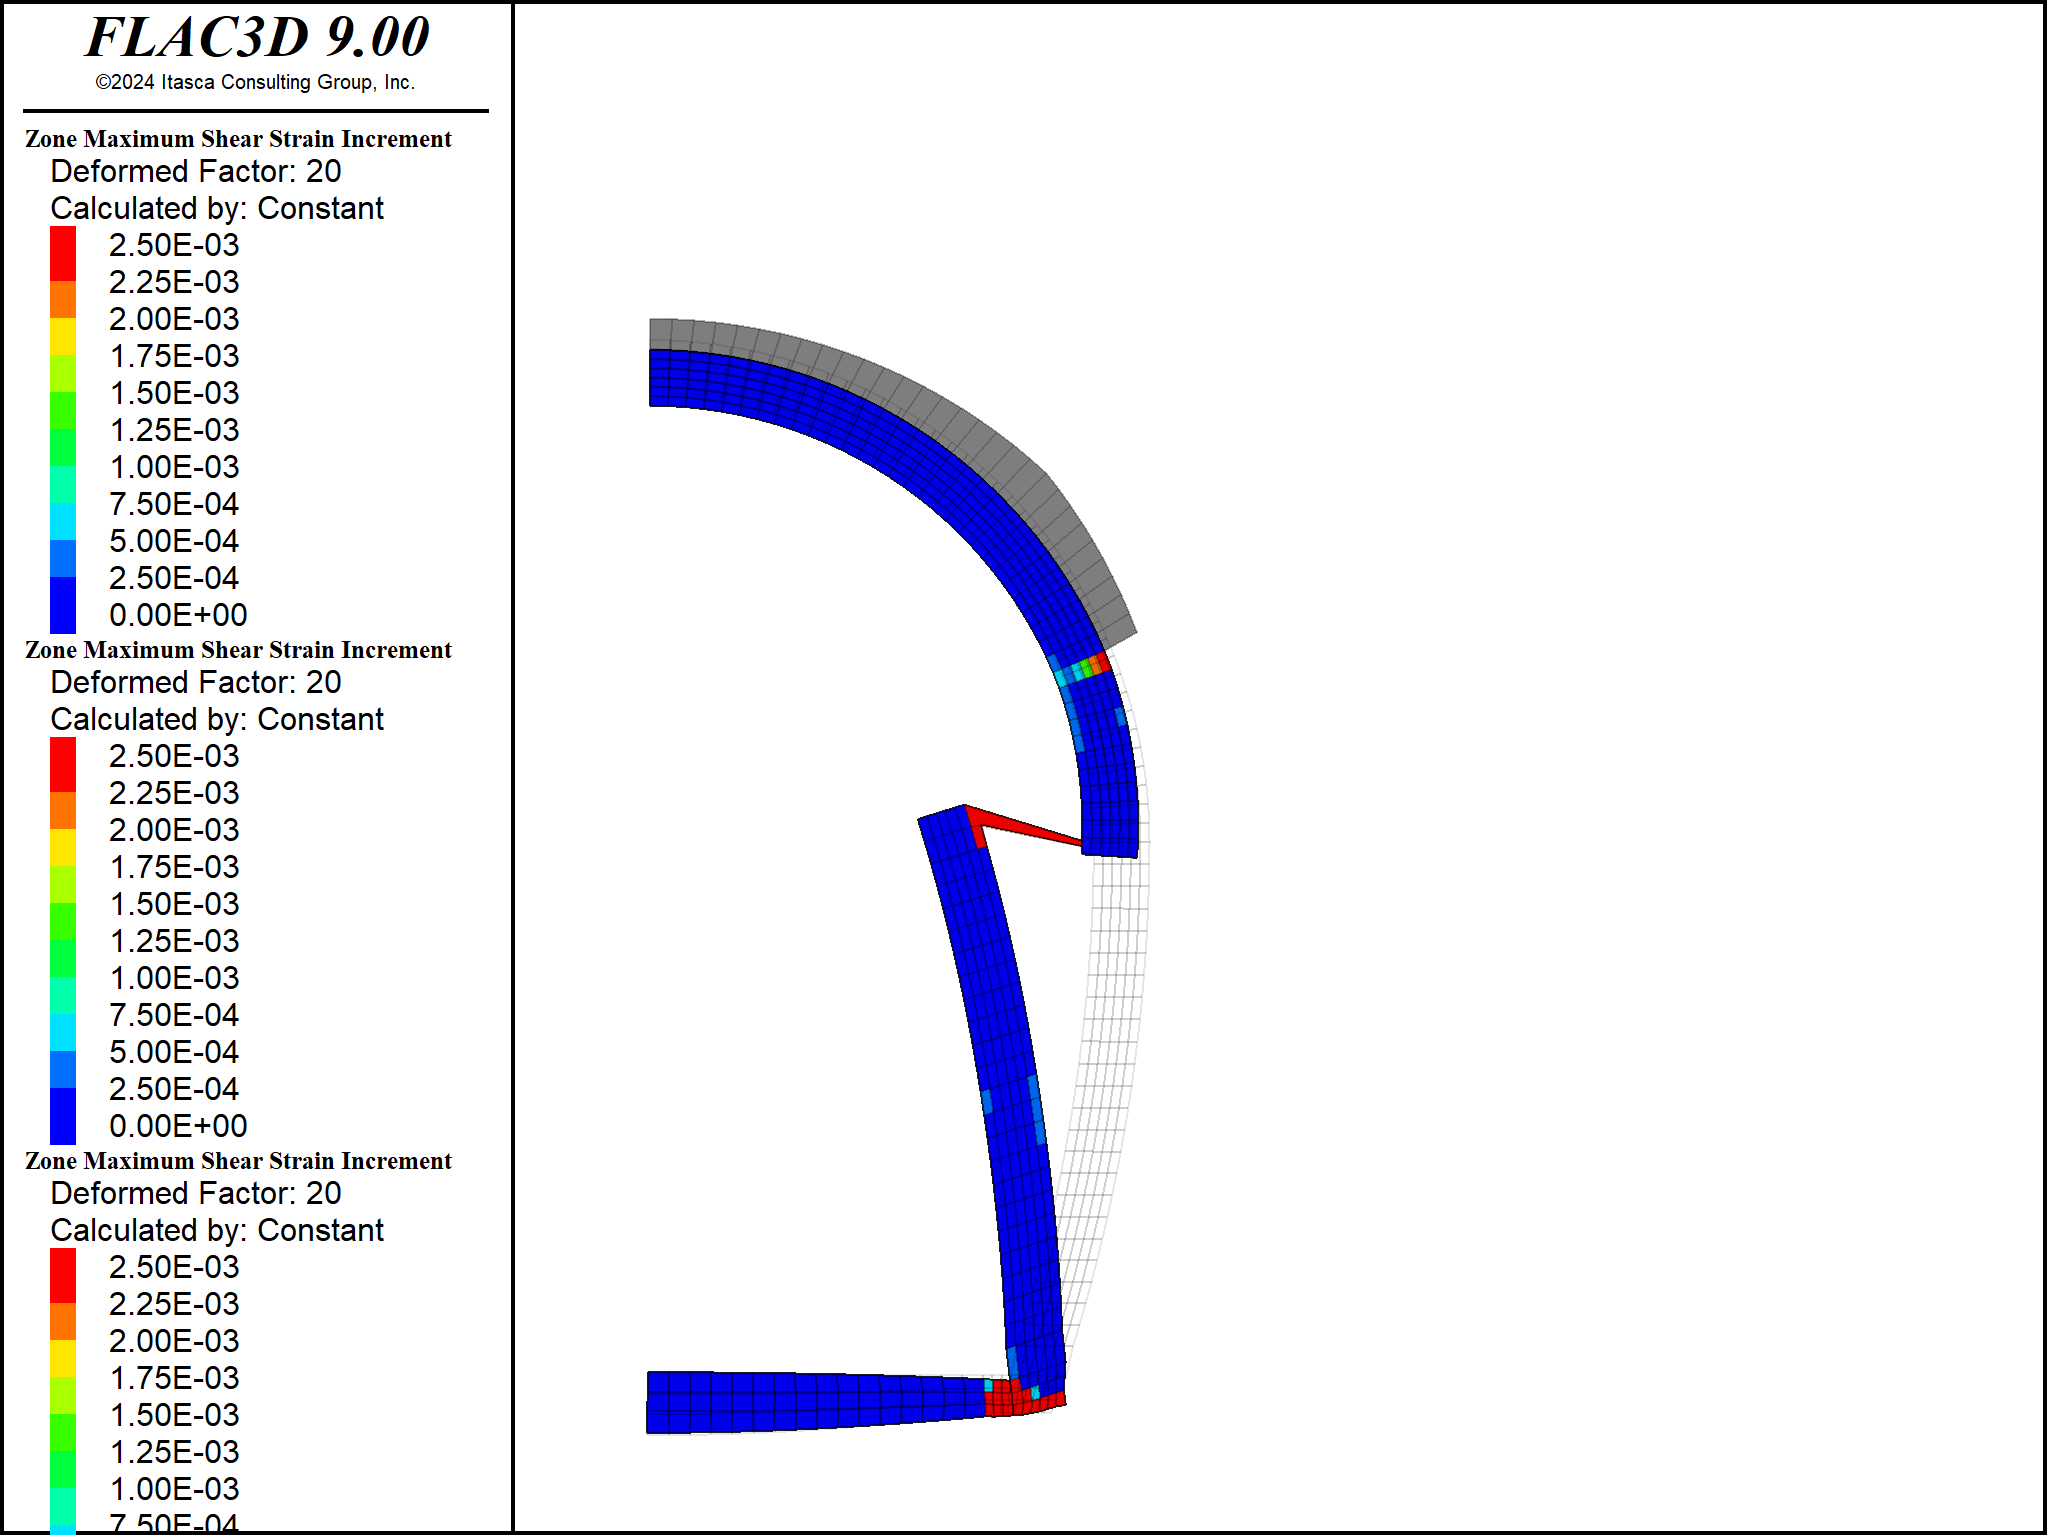 FLAC3D 9.00
©2024 Itasca Consulting Group, Inc.
Zone Maximum Shear Strain Increment
Deformed Factor: 20
Calculated by: Constant
2.50E-03
2.25E-03
2.00E-03
1.75E-03
1.50E-03
1.25E-03
1.00E-03
7.50E-04
5.00E-04
2.50E-04
0.00E+00
Zone Maximum Shear Strain Increment
Deformed Factor: 20
Calculated by: Constant
2.50E-03
2.25E-03
2.00E-03
1.75E-03
1.50E-03
1.25E-03
1.00E-03
7.50E-04
5.00E-04
2.50E-04
0.00E+00
Zone Maximum Shear Strain Increment
Deformed Factor: 20
Calculated by: Constant
2.50E-03
2.25E-03
2.00E-03
1.75E-03
1.50E-03
1.25E-03
1.00E-03
7.50E-04